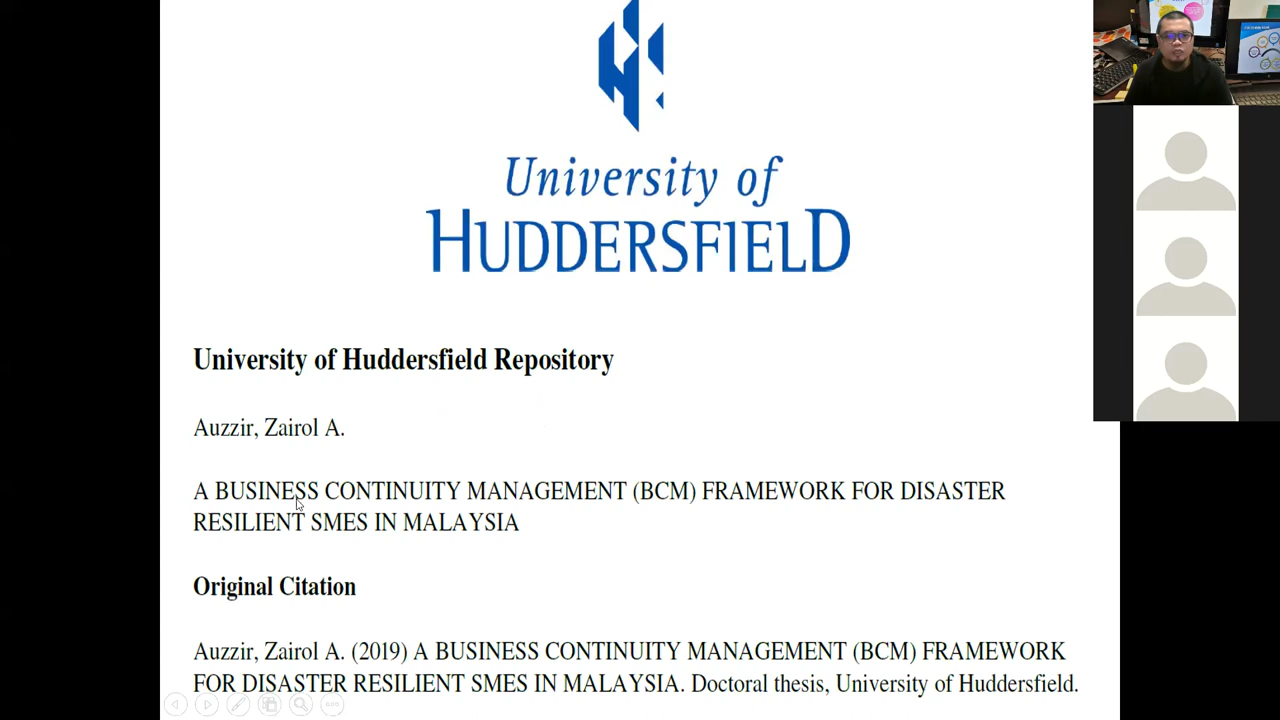 University of
HUDDERSFIELD
University of Huddersfield Repository
Auzzir, Zairol A.
A BUSINESS CONTINUITY MANAGEMENT (BCM) FRAMEWORK FOR DISASTER
RESILIENT SMES IN MALAYSIA
Original Citation
Auzzir, Zairol A. (2019) A BUSINESS CONTINUITY MANAGEMENT (BCM) FRAMEWORK
FOR DISASTER RESILIENT SMES IN MALAYSIA. Doctoral thesis, University of Huddersfield.